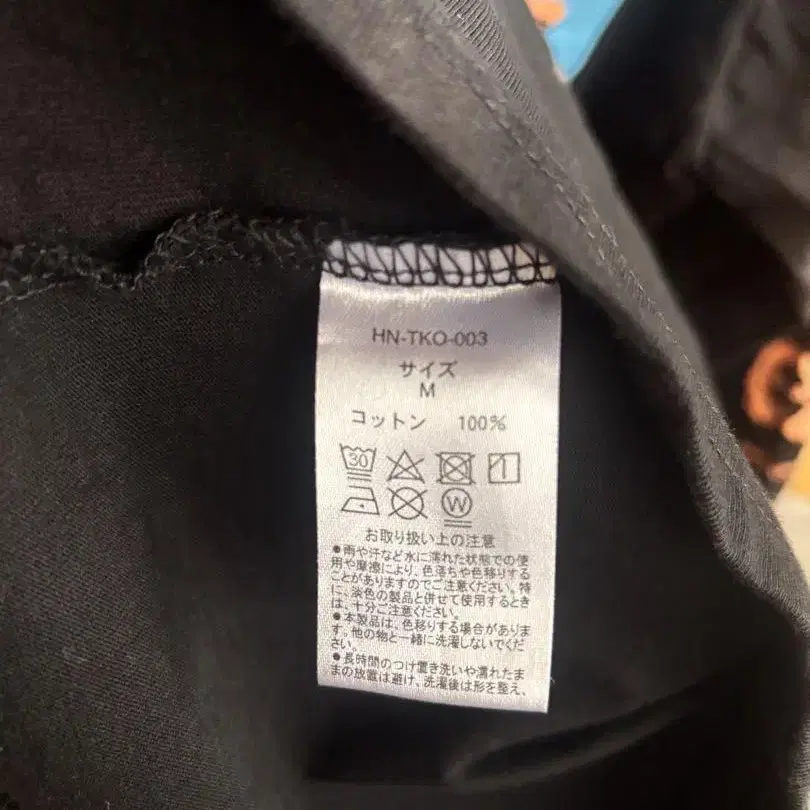 HN-TKO-003
サイズ
M
コットン 100%
30
W
お取り扱い上の注意
●雨や汗など水に濡れた状態での使
用や摩擦により、色落ちや色移りする
ことがありますのでご注意ください。特
に、淡色の製品と併せて使用するとき
は、十分ご注意ください。
●本製品は、色移りする場合がありま
す。他の物と一緒に洗濯しないでくだ
さい。
●長時間のつけ置き洗いや濡れたま
まの放置は避け、洗濯後は形を整え、